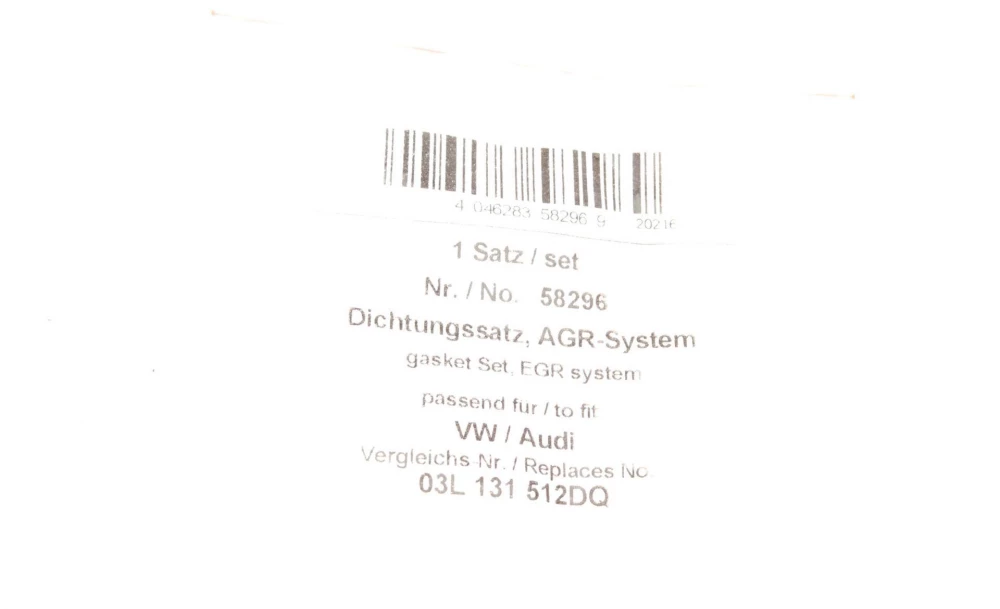 4 046283 58296 9 20216
1 Satz / set
Nr. / No. 58296
Dichtungssatz, AGR-System
gasket Set, EGR system
passend für / to fit
VW / Audi
Vergleichs-Nr. / Replaces No.
03L 131 512DQ